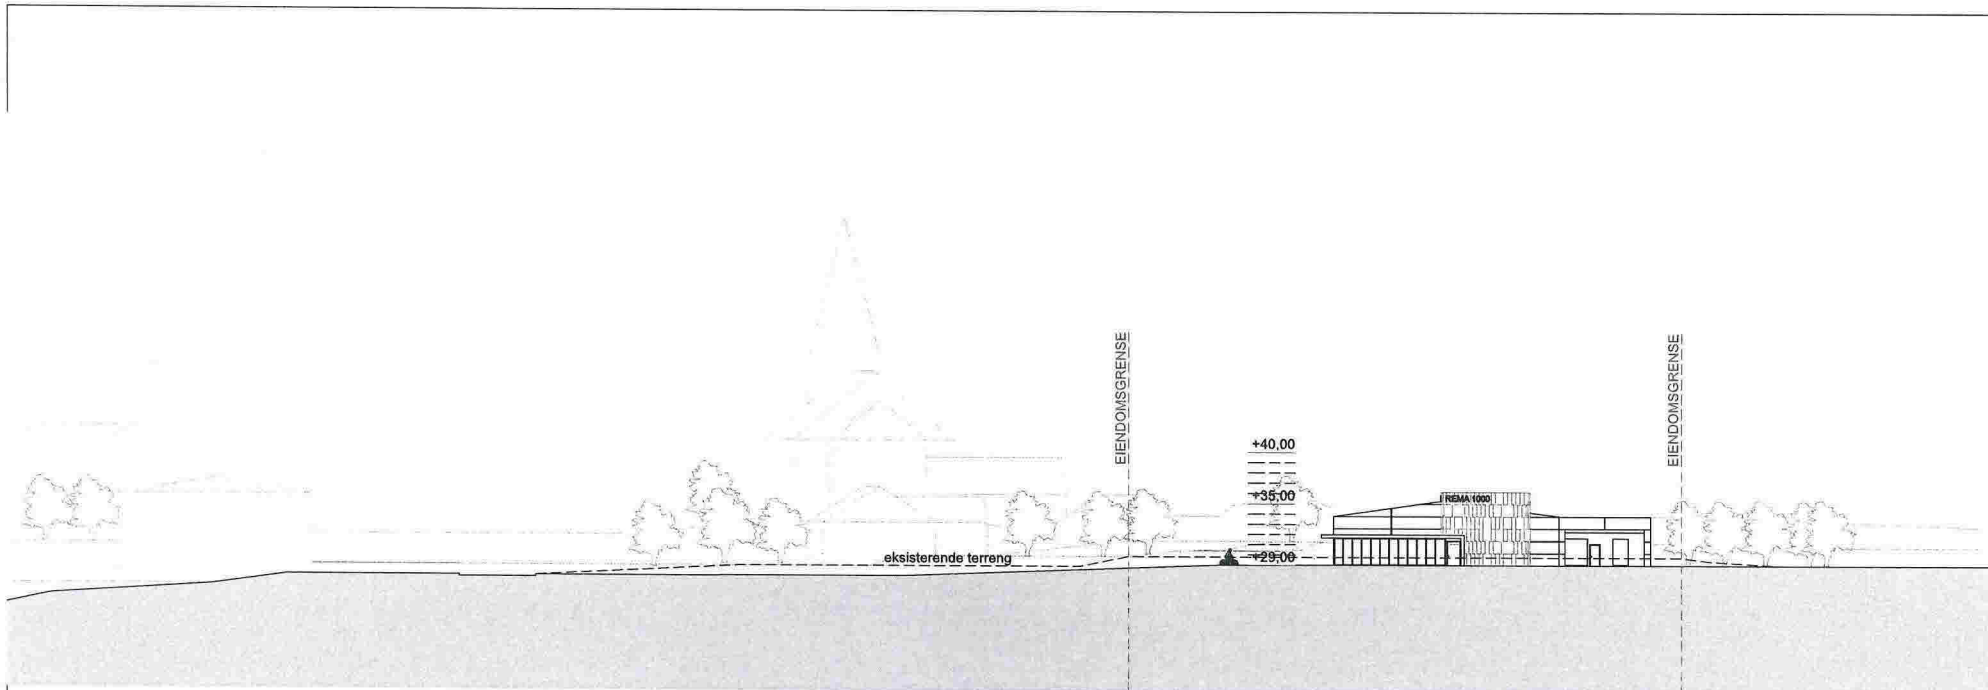 EIENDOMSGRENSE
EIENDOMSGRENSE
+40,00
+35,00
REMA 1000
eksisterende terreng
+29,00